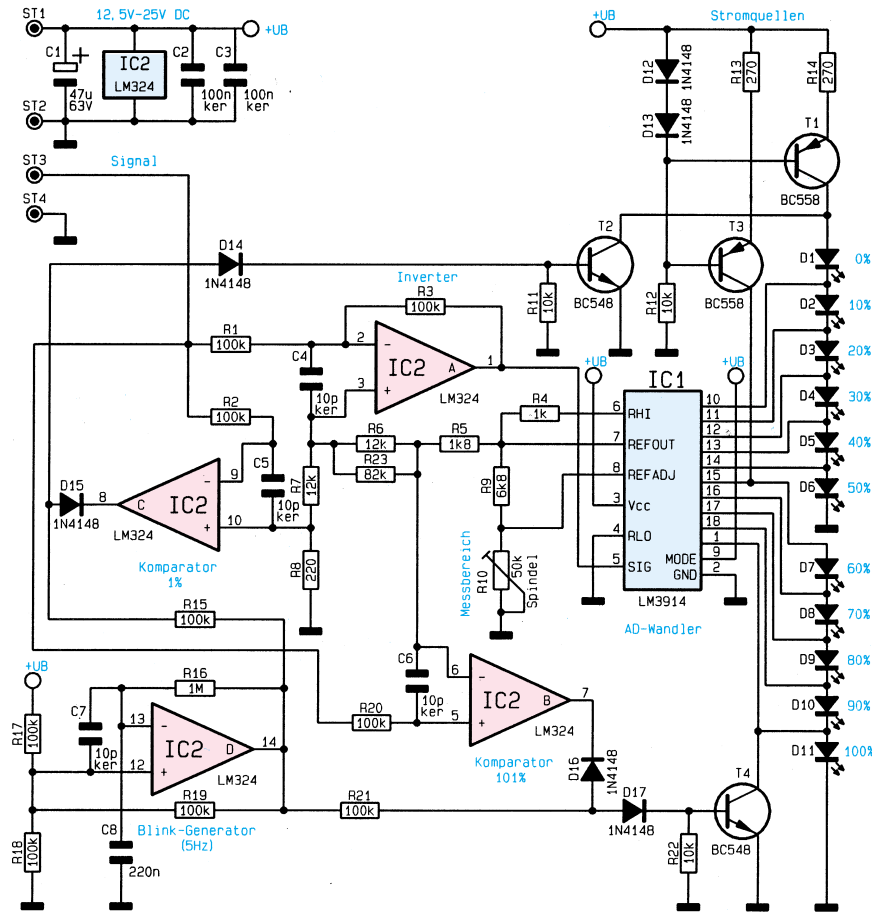 ST1
12,5V-25V DC
+UB
C1
+
47u
63V
IC2
LM324
C2
100n
ker
C3
100n
ker
ST2
ST3
Signal
ST4
+UB
Stromquellen
D12
1N4148
D13
1N4148
R13
270
R14
270
T1
BC558
T2
BC548
T3
BC558
D14
1N4148
R11
10k
R12
10k
Inverter
R3
100k
R1
100k
2
-
3
+
IC2
A
1
LM324
C4
10p
ker
R2
100k
C5
10p
ker
9
-
10
+
IC2
C
8
LM324
D15
1N4148
Komparator
1%
R7
12k
R8
220
R6
12k
R23
82k
R5
1k8
R4
1k
R9
6k8
Messbereich
R10
50k
Spindel
+UB
+UB
IC1
6
RHI
7
REFOUT
8
REFADJ
3
Vcc
4
RLO
5
SIG
MODE
GND
10
11
12
13
14
15
16
17
18
1
9
2
LM3914
AD-Wandler
D1
0%
D2
10%
D3
20%
D4
30%
D5
40%
D6
50%
D7
60%
D8
70%
D9
80%
D10
90%
D11
100%
R15
100k
+UB
R17
100k
R18
100k
C7
10p
ker
R16
1M
13
-
12
+
IC2
D
14
LM324
R19
100k
Blink-Generator
(5Hz)
C8
220n
R20
100k
R21
100k
C6
10p
ker
6
-
5
+
IC2
B
7
LM324
Komparator
101%
D16
1N4148
D17
1N4148
R22
10k
T4
BC548